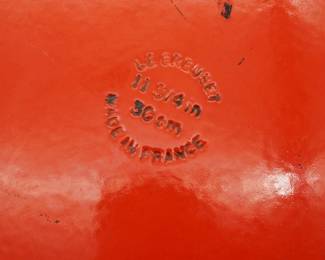 LE CREUSET
11 3/4 in
30 cm
MADE IN FRANCE